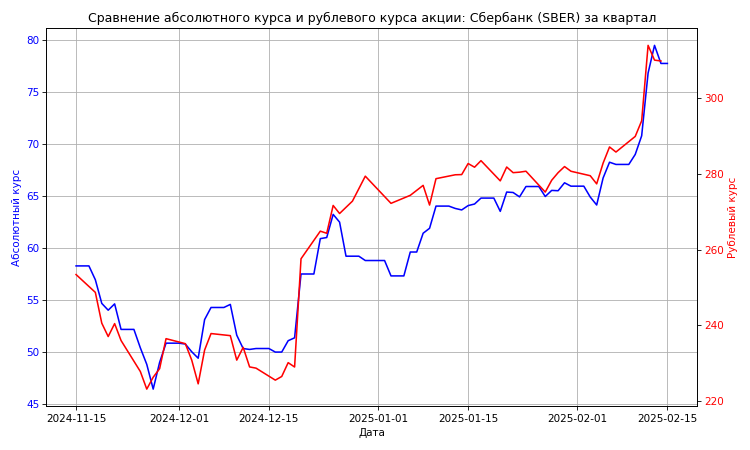 Сравнение абсолютного курса и рублевого курса акции: Сбербанк (SBER) за квартал
80
75
70
65
60
55
50
45
Абсолютный курс
300
280
260
240
220
Рублевый курс
2024-11-15 2024-12-01 2024-12-15 2025-01-01 2025-01-15 2025-02-01 2025-02-15
Дата